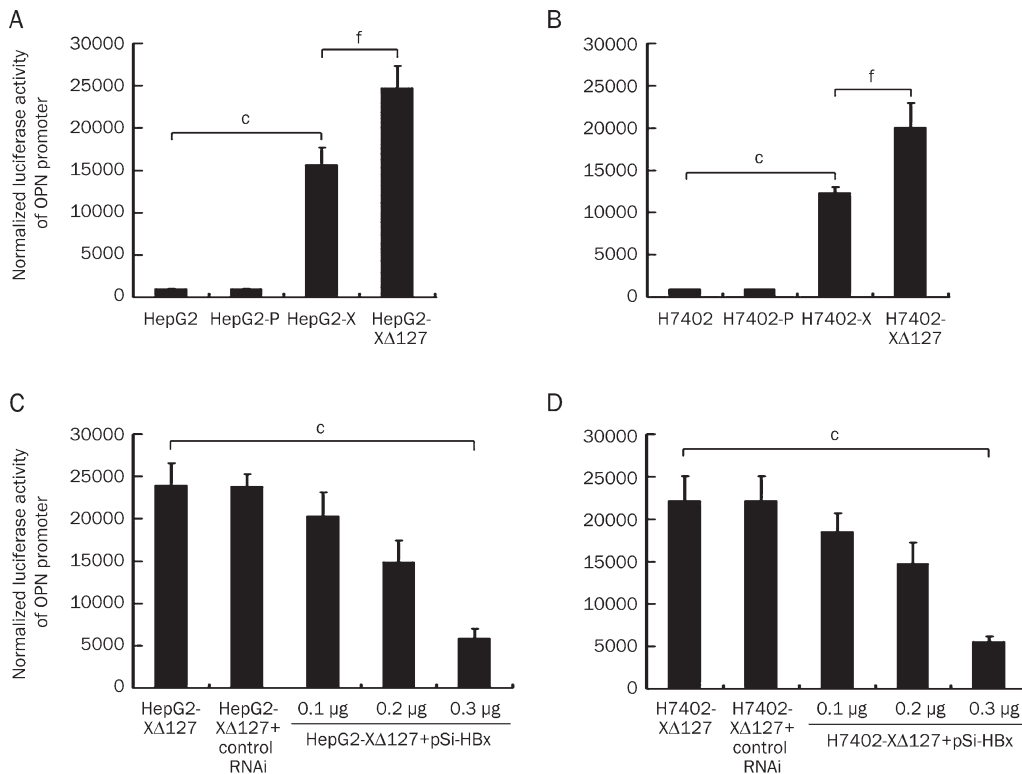 A
Normalized luciferase activity
of OPN promoter
30000
25000
20000
15000
10000
5000
0
c
f
HepG2
HepG2-P
HepG2-X
HepG2-
XΔ127
B
30000
25000
20000
15000
10000
5000
0
c
f
H7402
H7402-P
H7402-X
H7402-
XΔ127
C
Normalized luciferase activity
of OPN promoter
30000
25000
20000
15000
10000
5000
0
c
HepG2-
XΔ127
HepG2-
XΔ127+
control
RNAi
0.1 µg
0.2 µg
0.3 µg
HepG2-XΔ127+pSi-HBx
D
30000
25000
20000
15000
10000
5000
0
c
H7402-
XΔ127
H7402-
XΔ127+
control
RNAi
0.1 µg
0.2 µg
0.3 µg
H7402-XΔ127+pSi-HBx